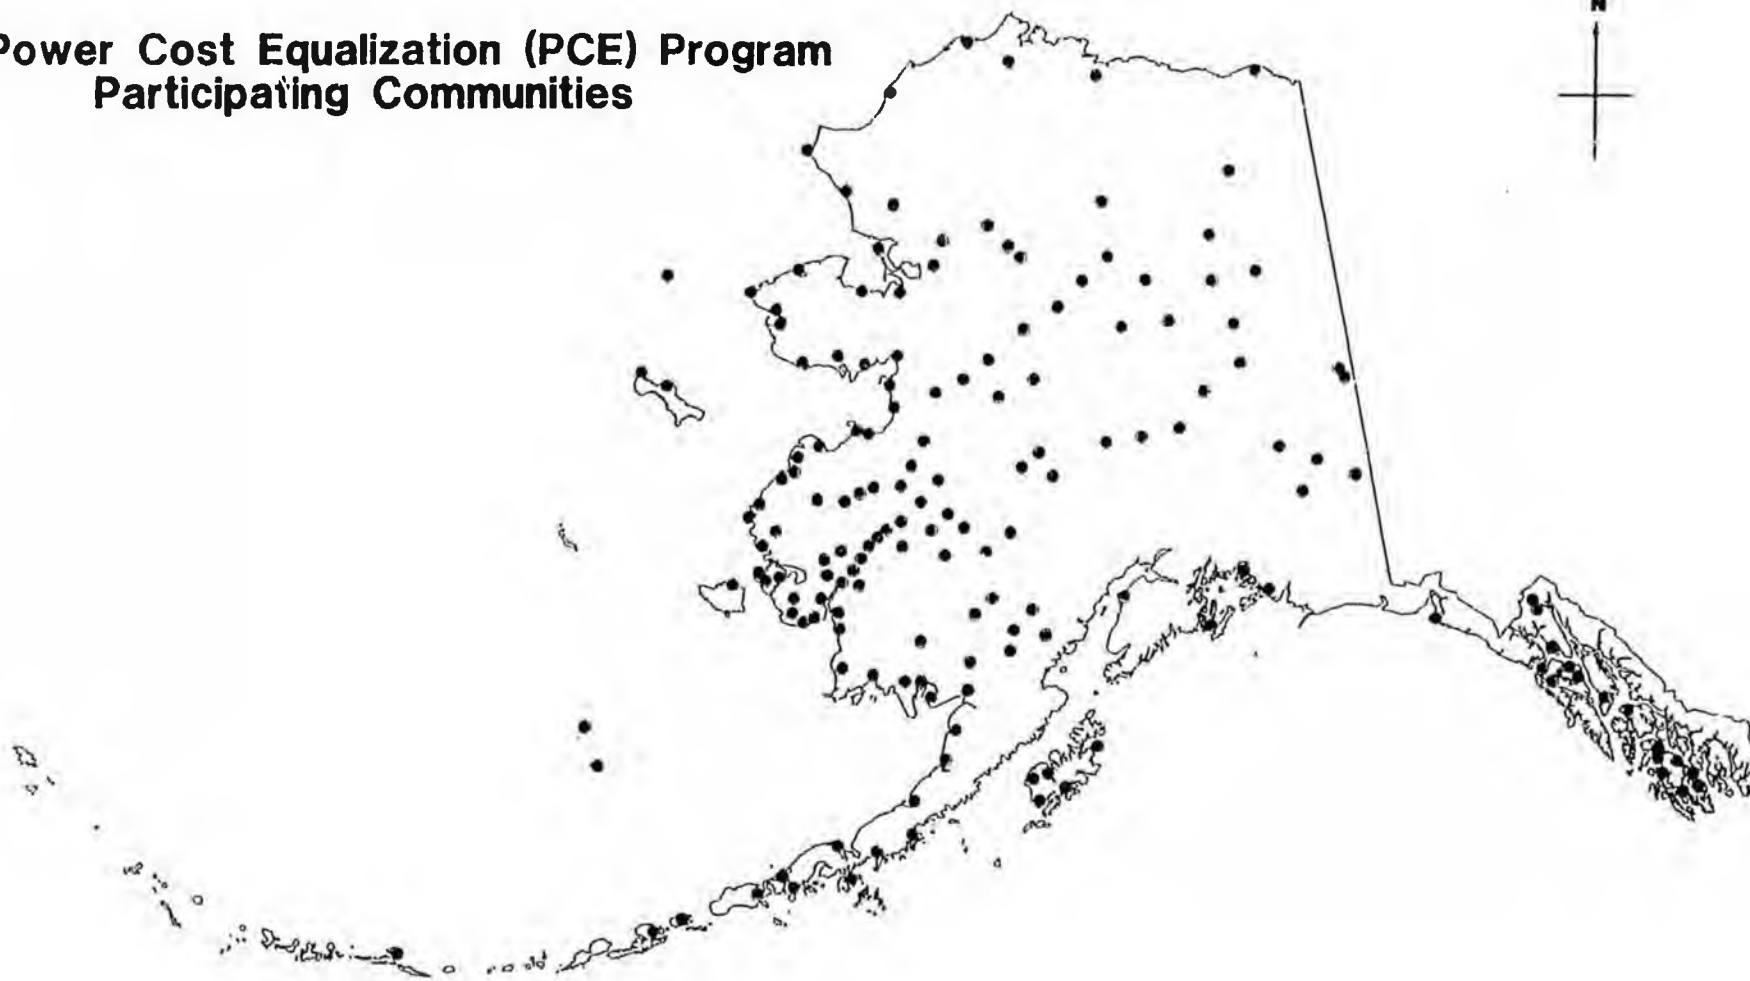 Power Cost Equalization (PCE) Program
Participating Communities
N